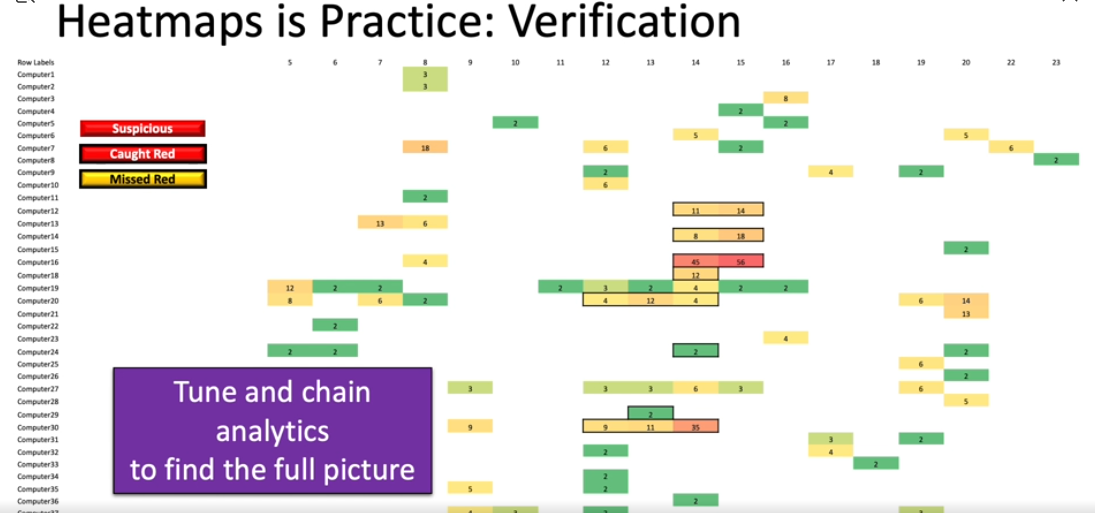 Heatmaps is Practice: Verification
Row Labels 5 6 7 8 9 10 11 12 13 14 15 16 17 18 19 20 22 23
Computer1 3
Computer2 3
Computer3 8
Computer4 2
Computer5 2 2
Suspicious
Computer6 5 5
Computer7 18 6 2 6
Caught Red
Computer8 2
Computer9 2 4 2
Missed Red
Computer10 6
Computer11 2
Computer12 11 14
Computer13 13 6
Computer14 8 18
Computer15 2
Computer16 4 45 56
Computer18 12
Computer19 12 2 2 2 3 2 4 2 2
Computer20 8 6 2 4 12 4 6 14
Computer21 13
Computer22 2
Computer23 4
Computer24 2 2 2 2
Computer25 6
Computer26 2
Computer27 3 3 3 6 3 6
Computer28 5
Computer29 2
Computer30 9 9 11 35
Computer31 3 2
Computer32 2 4
Computer33 2
Computer34 2
Computer35 5 2
Computer36 2
Tune and chain
analytics
to find the full picture